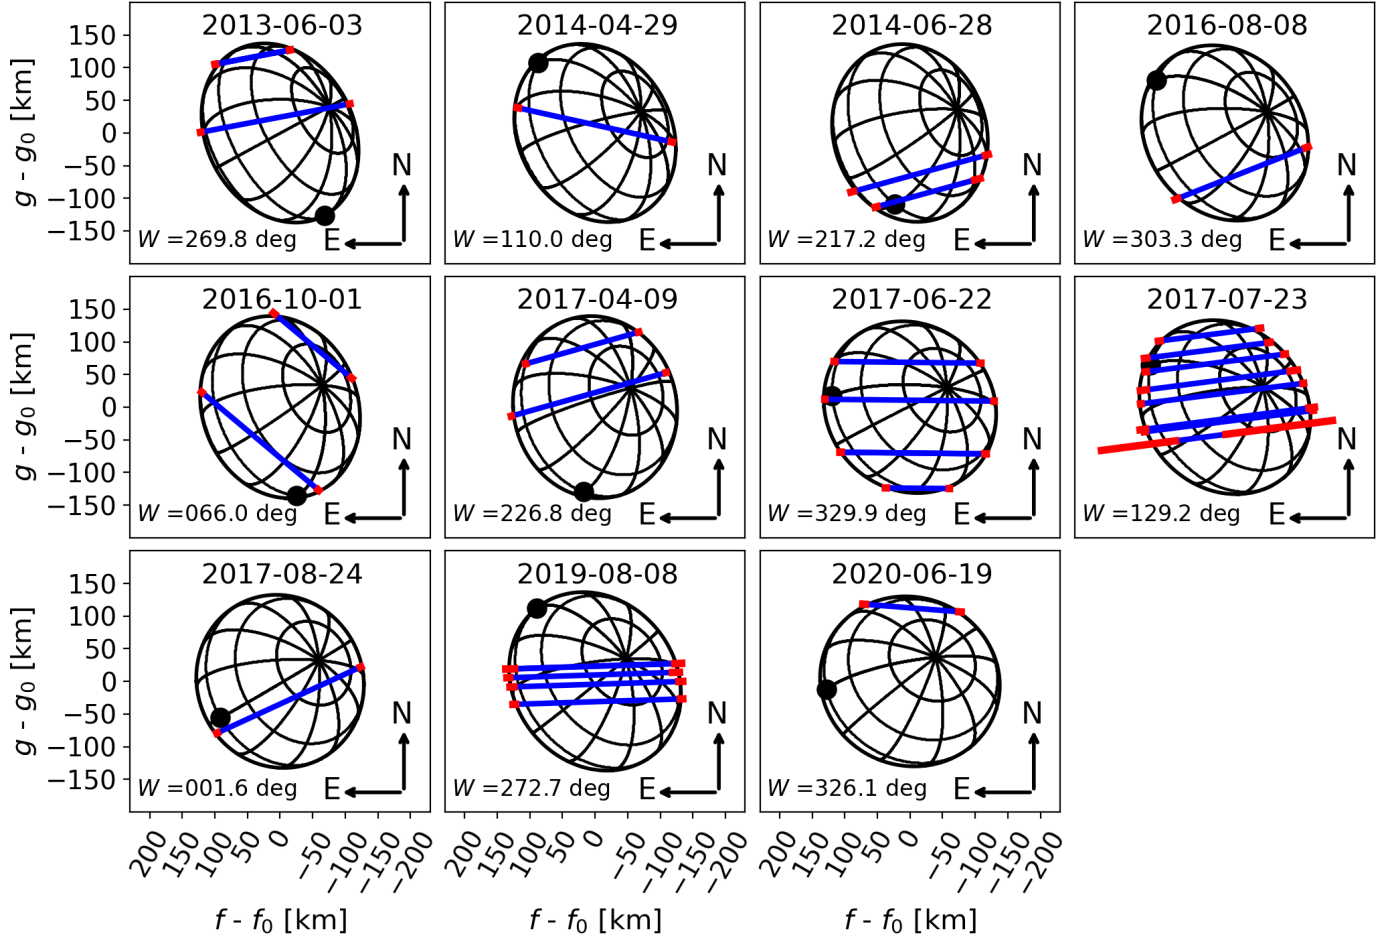 2013-06-03
2014-04-29
2014-06-28
2016-08-08
g - g0 [km]
150
100
50
0
−50
−100
−150
N
N
N
N
W =269.8 deg
E
W =110.0 deg
E
W =217.2 deg
E
W =303.3 deg
E
2016-10-01
2017-04-09
2017-06-22
2017-07-23
g - g0 [km]
150
100
50
0
−50
−100
−150
N
N
N
N
W =066.0 deg
E
W =226.8 deg
E
W =329.9 deg
E
W =129.2 deg
E
2017-08-24
2019-08-08
2020-06-19
g - g0 [km]
150
100
50
0
−50
−100
−150
N
N
N
W =001.6 deg
E
W =272.7 deg
E
W =326.1 deg
E
200 150 100 50 0 −50 −100 −150 −200
200 150 100 50 0 −50 −100 −150 −200
200 150 100 50 0 −50 −100 −150 −200
f - f0 [km]
f - f0 [km]
f - f0 [km]